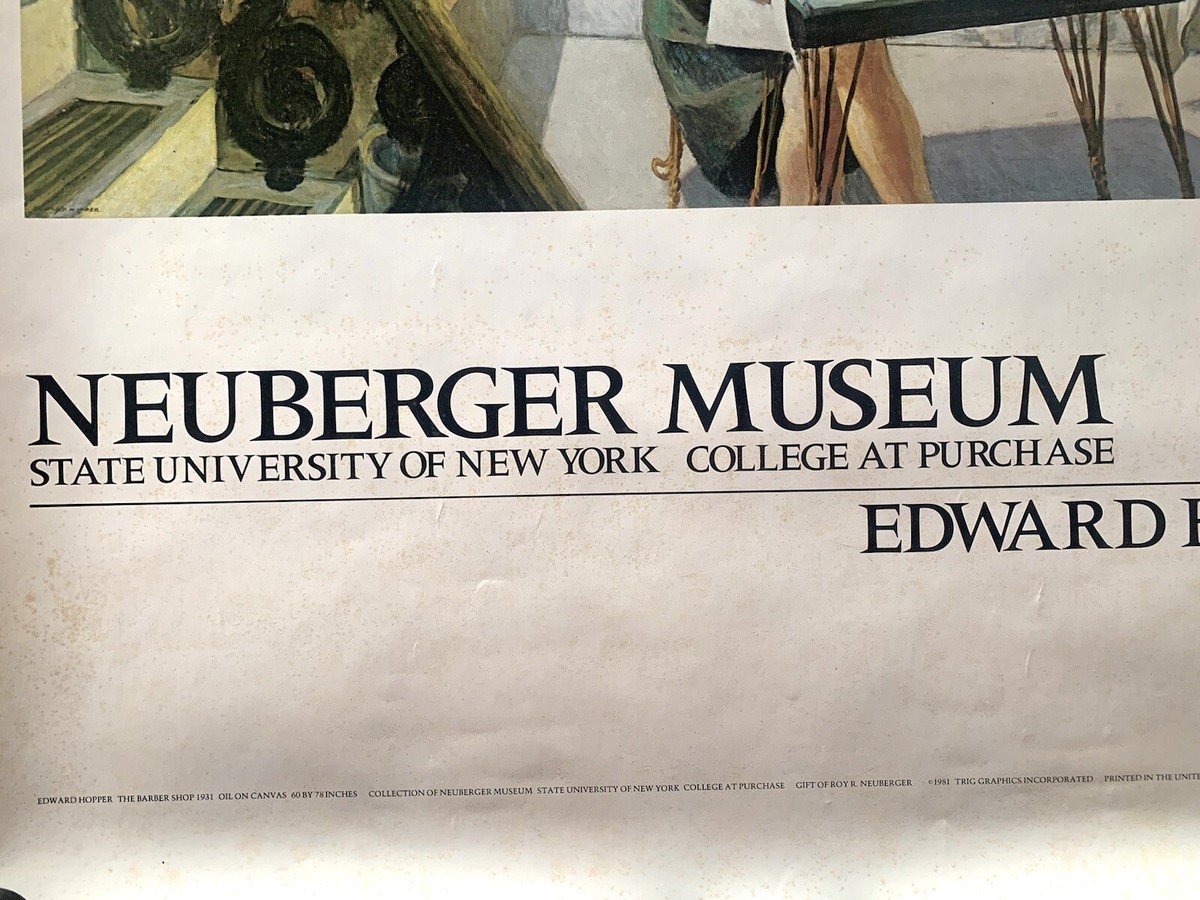 NEUBERGER MUSEUM
STATE UNIVERSITY OF NEW YORK COLLEGE AT PURCHASE
EDWARD
EDWARD HOPPER THE BARBER SHOP 1931 OIL ON CANVAS 60 BY 78 INCHES COLLECTION OF NEUBERGER MUSEUM STATE UNIVERSITY OF NEW YORK COLLEGE AT PURCHASE GIFT OF ROY R. NEUBERGER ©1981 TRIG GRAPHICS INCORPORATED PRINTED IN THE UNITE